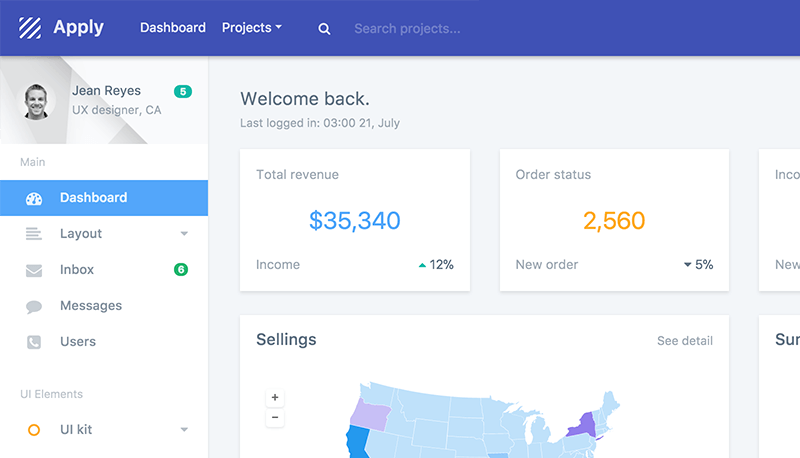 Apply
Dashboard
Projects
Search projects...
Jean Reyes
5
UX designer, CA
Main
Dashboard
Layout
Inbox
6
Messages
Users
UI Elements
UI kit
Welcome back.
Last logged in: 03:00 21, July
Total revenue
$35,340
Income
12%
Order status
2,560
New order
5%
Sellings
See detail
+
−
New